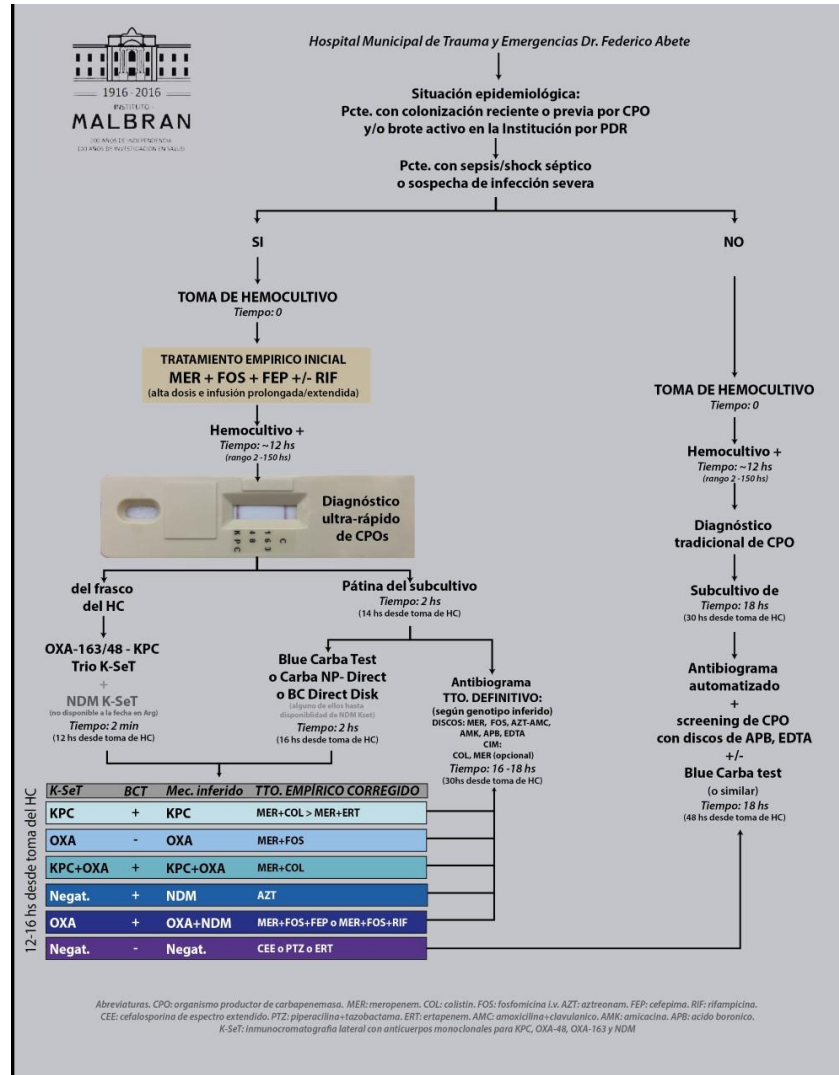 1916 - 2016
INSTITUTO
MALBRAN
200 AÑOS DE INDEPENDENCIA
100 AÑOS DE INVESTIGACIÓN EN SALUD
Hospital Municipal de Trauma y Emergencias Dr. Federico Abete
Situación epidemiológica:
Pcte. con colonización reciente o previa por CPO
y/o brote activo en la Institución por PDR
Pcte. con sepsis/shock séptico
o sospecha de infección severa
SI
NO
TOMA DE HEMOCULTIVO
Tiempo: 0
TRATAMIENTO EMPIRICO INICIAL
MER + FOS + FEP +/- RIF
(alta dosis e infusión prolongada/extendida)
Hemocultivo +
Tiempo: ~12 hs
(rango 2 -150 hs)
Diagnóstico
ultra-rápido
de CPOs
KPC
48
163
C
del frasco
del HC
OXA-163/48 - KPC
Trio K-SeT
+
NDM K-SeT
(no disponible a la fecha en Arg)
Tiempo: 2 min
(12 hs desde toma de HC)
Pátina del subcultivo
Tiempo: 2 hs
(14 hs desde toma de HC)
Blue Carba Test
o Carba NP- Direct
o BC Direct Disk
(alguno de ellos hasta
disponiblidad de NDM Kset)
Tiempo: 2 hs
(16 hs desde toma de HC)
Antibiograma
TTO. DEFINITIVO:
(según genotipo inferido)
DISCOS: MER, FOS, AZT-AMC,
AMK, APB, EDTA
CIM:
COL, MER (opcional)
Tiempo: 16 -18 hs
(30hs desde toma de HC)
TOMA DE HEMOCULTIVO
Tiempo: 0
Hemocultivo +
Tiempo: ~12 hs
(rango 2 -150 hs)
Diagnóstico
tradicional de CPO
Subcultivo de
Tiempo: 18 hs
(30 hs desde toma de HC)
Antibiograma
automatizado
+
screening de CPO
con discos de APB, EDTA
+/-
Blue Carba test
(o similar)
Tiempo: 18 hs
(48 hs desde toma de HC)
12-16 hs desde toma del HC
K-SeT BCT Mec. inferido TTO. EMPÍRICO CORREGIDO
KPC + KPC MER+COL > MER+ERT
OXA - OXA MER+FOS
KPC+OXA + KPC+OXA MER+COL
Negat. + NDM AZT
OXA + OXA+NDM MER+FOS+FEP o MER+FOS+RIF
Negat. - Negat. CEE o PTZ o ERT
Abreviaturas. CPO: organismo productor de carbapenemasa. MER: meropenem. COL: colistin. FOS: fosfomicina i.v. AZT: aztreonam. FEP: cefepima. RIF: rifampicina.
CEE: cefalosporina de espectro extendido. PTZ: piperacilina+tazobactama. ERT: ertapenem. AMC: amoxicilina+clavulanico. AMK: amicacina. APB: acido boronico.
K-SeT: inmunocromatografia lateral con anticuerpos monoclonales para KPC, OXA-48, OXA-163 y NDM